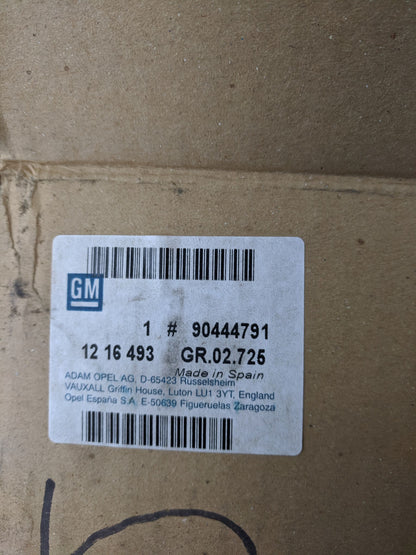 GM
1 # 90444791
12 16 493 GR.02.725
Made in Spain
ADAM OPEL AG, D-65423 Russelsheim
VAUXALL Griffin House, Luton LU1 3YT, England
Opel España S.A. E-50639 Figueruelas Zaragoza